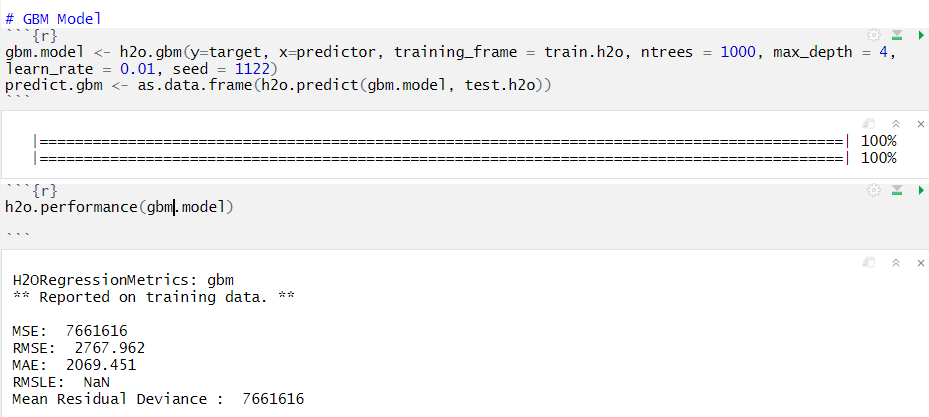 # GBM Model
```{r}
gbm.model <- h2o.gbm(y=target, x=predictor, training_frame = train.h2o, ntrees = 1000, max_depth = 4,
learn_rate = 0.01, seed = 1122)
predict.gbm <- as.data.frame(h2o.predict(gbm.model, test.h2o))
```
|===========================================================================================| 100%
|===========================================================================================| 100%
```{r}
h2o.performance(gbm.model)
```
H2ORegressionMetrics: gbm
** Reported on training data. **
MSE:  7661616
RMSE:  2767.962
MAE:  2069.451
RMSLE:  NaN
Mean Residual Deviance :  7661616